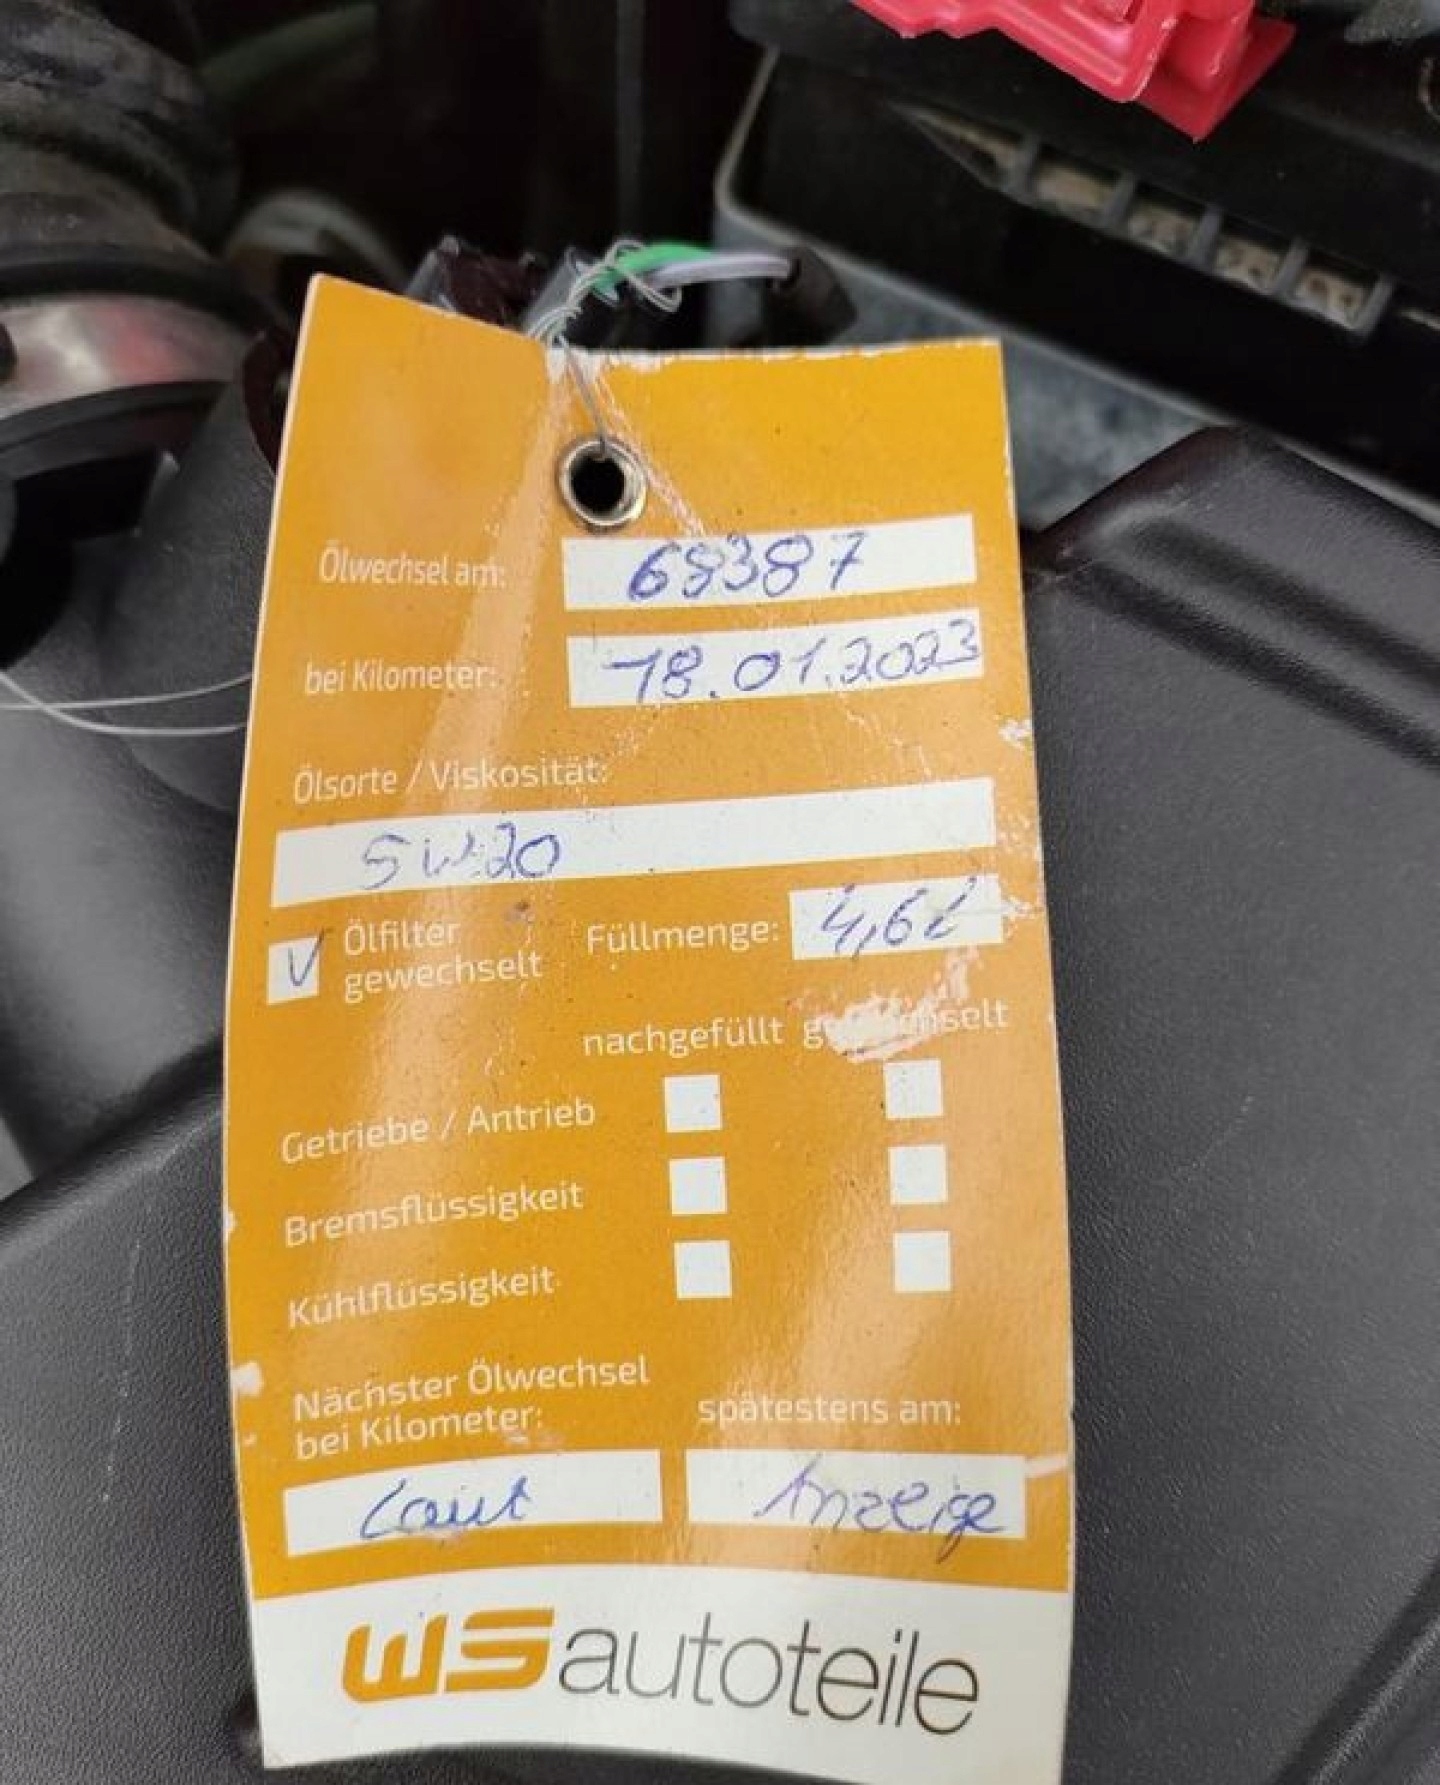 Ölwechsel am: 68387
bei Kilometer: 18.01.2023
Ölsorte / Viskosität:
5W20
V Ölfilter
gewechselt
Füllmenge: 4,6l
nachgefüllt gewechselt
Getriebe / Antrieb
Bremsflüssigkeit
Kühlflüssigkeit
Nächster Ölwechsel
bei Kilometer:
spätestens am:
Laut Anzeige
WS autoteile